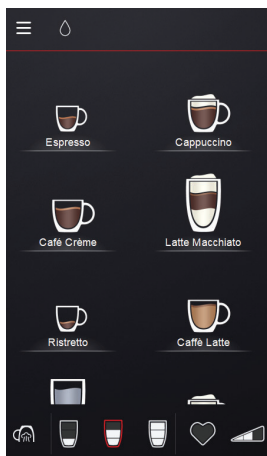 Espresso
Cappuccino
Café Crème
Latte Macchiato
Ristretto
Caffè Latte